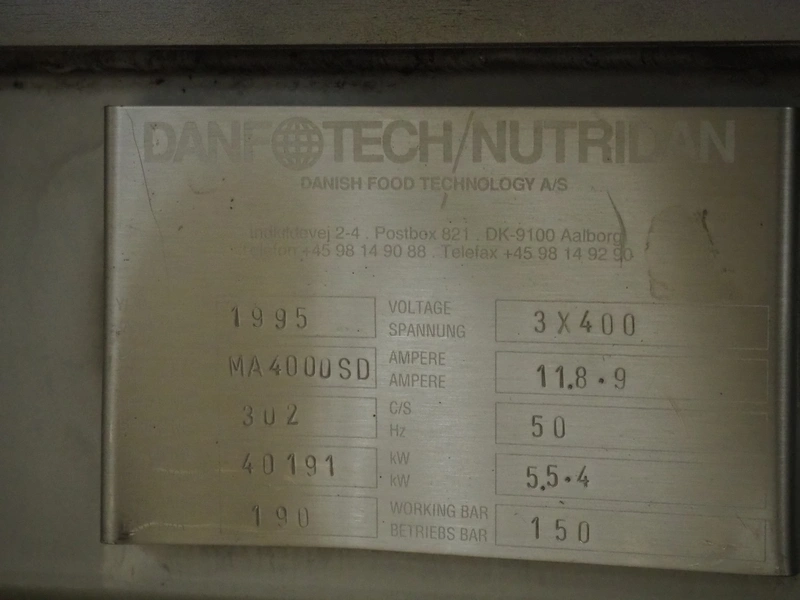 DANFOTECH/NUTRIDAN
DANISH FOOD TECHNOLOGY A/S
2-4 . Postbox 821 . DK-9100 Aalborg
+45 98 14 90 88 . Telefax +45 98 14 92 90
1995 VOLTAGE SPANNUNG 3X400
MA4000SD AMPERE AMPERE 11.8 · 9
302 C/S Hz 50
40191 kW kW 5,5 · 4
190 WORKING BAR BETRIEBS BAR 150